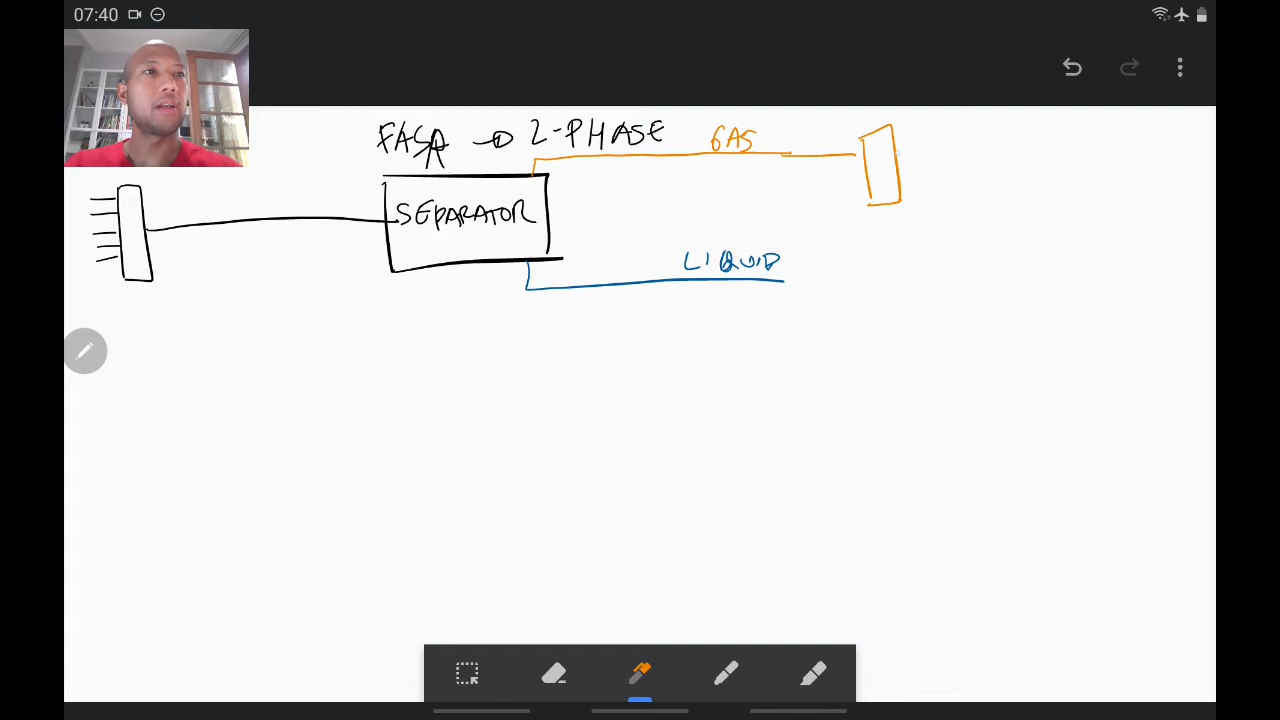 07:40
FASA → 2-PHASE
GAS
SEPARATOR
LIQUID